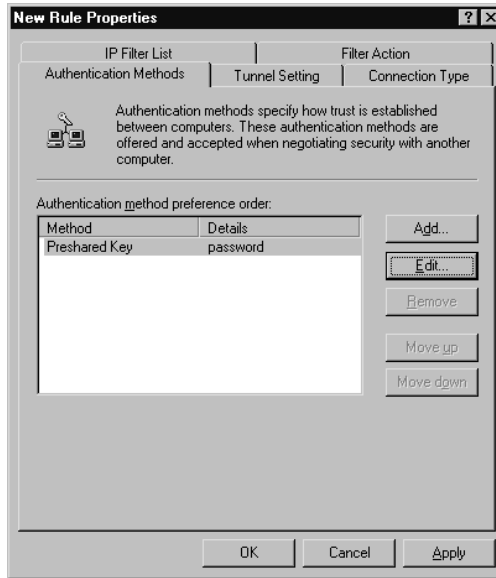 New Rule Properties
IP Filter List
Filter Action
Authentication Methods
Tunnel Setting
Connection Type
Authentication methods specify how trust is established
between computers. These authentication methods are
offered and accepted when negotiating security with another
computer.
Authentication method preference order:
Method
Details
Preshared Key
password
Add...
Edit...
Remove
Move up
Move down
OK
Cancel
Apply